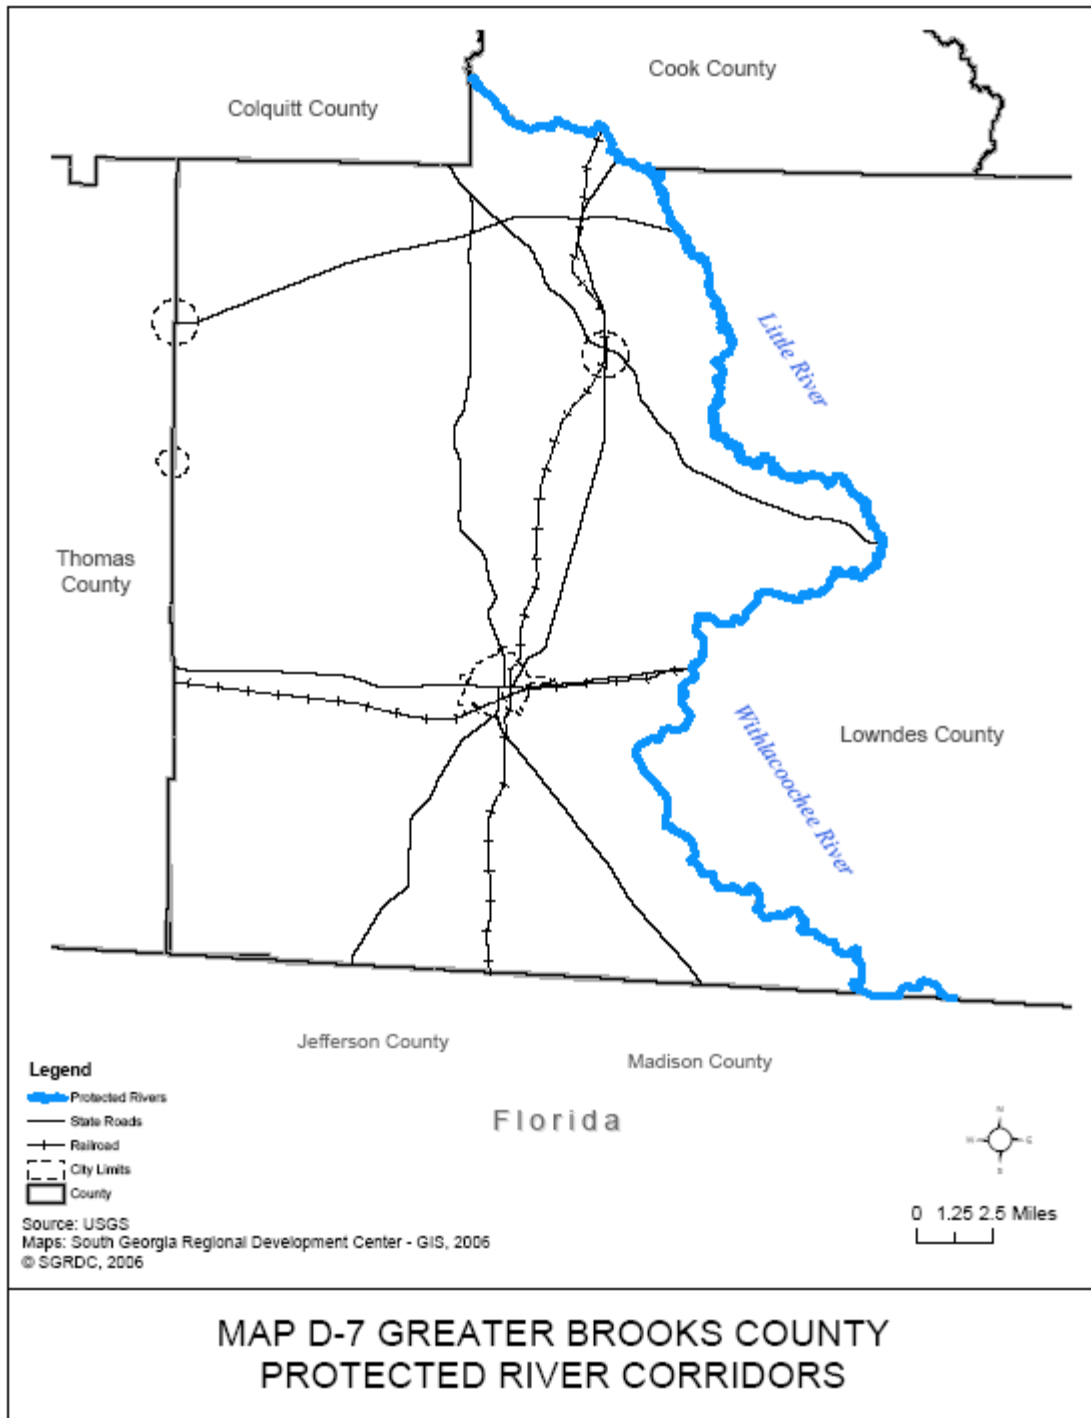 Cook County
Colquitt County
Little River
Thomas
County
Withlacoochee River
Lowndes County
Jefferson County
Madison County
Florida
Legend
Protected Rivers
State Roads
Railroad
City Limits
County
N
W
E
S
0 1.25 2.5 Miles
Source: USGS
Maps: South Georgia Regional Development Center - GIS, 2006
© SGRDC, 2006
MAP D-7 GREATER BROOKS COUNTY
PROTECTED RIVER CORRIDORS